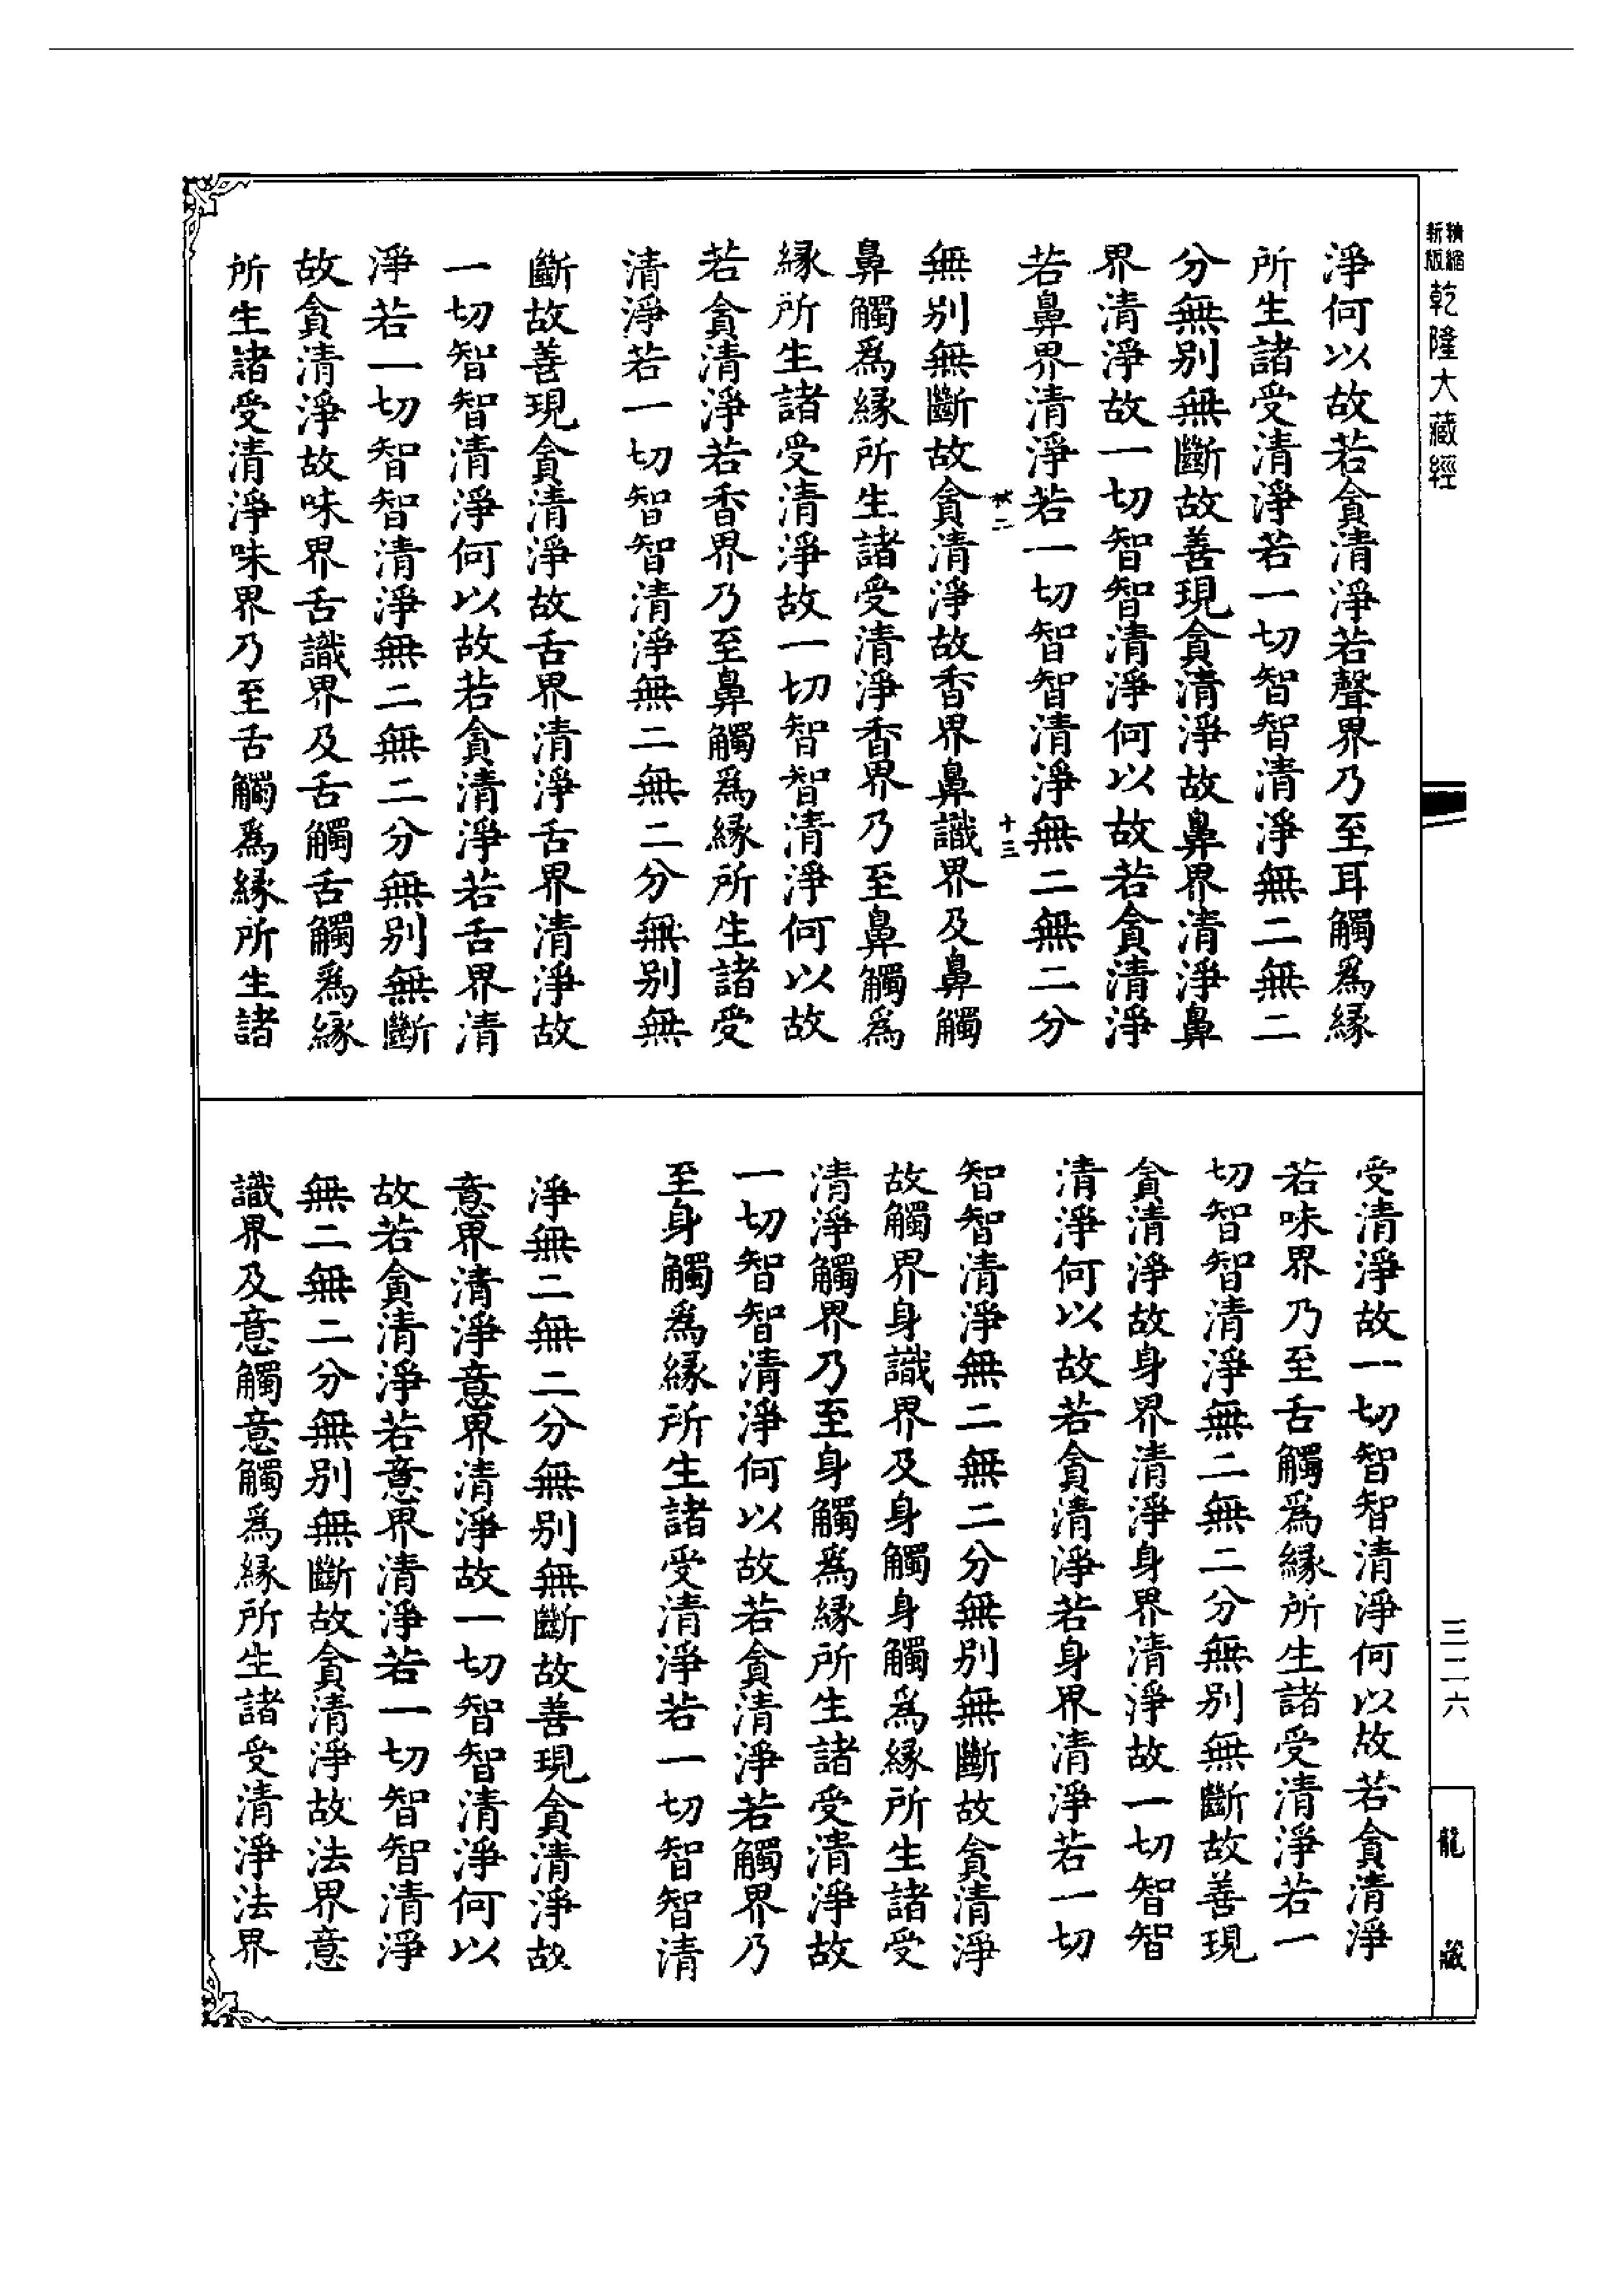 精縮
新版
乾隆大藏經
淨何以故若貪清淨若聲界乃至耳觸爲緣
所生諸受清淨若一切智智清淨無二無二
分無別無斷故善現貪清淨故鼻界清淨鼻
界清淨故一切智智清淨何以故若貪清淨
若鼻界清淨若一切智智清淨無二無二分
十三
無別無斷故貪清淨故香界鼻識界及鼻觸
鼻觸爲緣所生諸受清淨香界乃至鼻觸爲
緣所生諸受清淨故一切智智清淨何以故
若貪清淨若香界乃至鼻觸爲緣所生諸受
清淨若一切智智清淨無二無二分無別無
斷故善現貪清淨故舌界清淨舌界清淨故
一切智智清淨何以故若貪清淨若舌界清
淨若一切智智清淨無二無二分無別無斷
故貪清淨故味界舌識界及舌觸舌觸爲緣
所生諸受清淨味界乃至舌觸爲緣所生諸
受清淨故一切智智清淨何以故若貪清淨
若味界乃至舌觸爲緣所生諸受清淨若一
切智智清淨無二無二分無別無斷故善現
貪清淨故身界清淨身界清淨故一切智智
清淨何以故若貪清淨若身界清淨若一切
智智清淨無二無二分無別無斷故貪清淨
故觸界身識界及身觸身觸爲緣所生諸受
清淨觸界乃至身觸爲緣所生諸受清淨故
一切智智清淨何以故若貪清淨若觸界乃
至身觸爲緣所生諸受清淨若一切智智清
淨無二無二分無別無斷故善現貪清淨故
意界清淨意界清淨故一切智智清淨何以
故若貪清淨若意界清淨若一切智智清淨
無二無二分無別無斷故貪清淨故法界意
識界及意觸意觸爲緣所生諸受清淨法界
三二六
龍藏